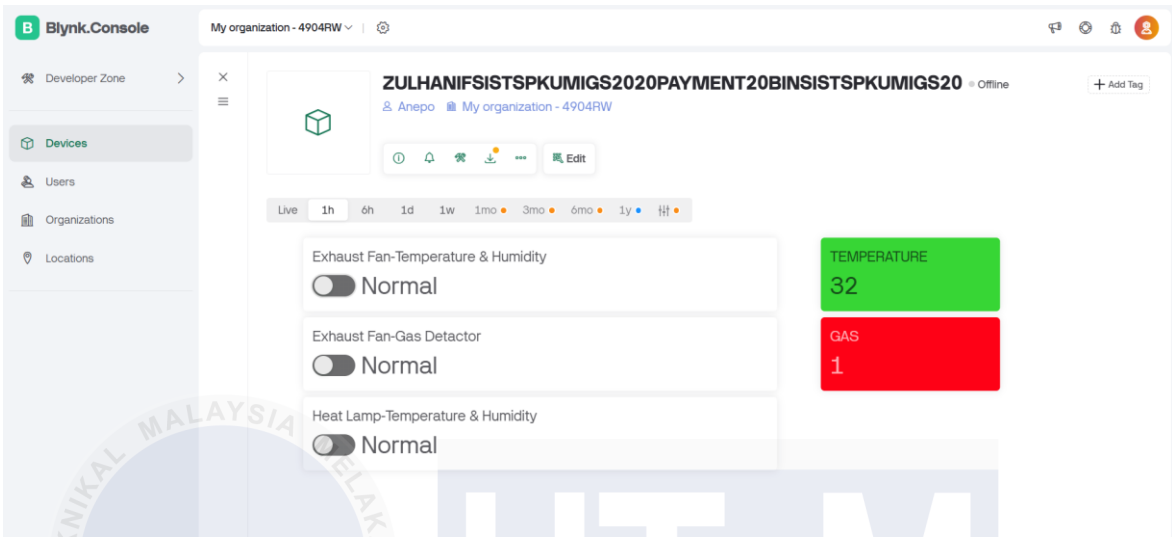 B Blynk.Console
My organization - 4904RW
Developer Zone
Devices
Users
Organizations
Locations
ZULHANIFSISTSPKUMIGS2020PAYMENT20BINSISTSPKUMIGS20 Offline
Add Tag
Anepo My organization - 4904RW
Edit
Live 1h 6h 1d 1w 1mo 3mo 6mo 1y
Exhaust Fan-Temperature & Humidity
Normal
TEMPERATURE
32
Exhaust Fan-Gas Detactor
Normal
GAS
1
Heat Lamp-Temperature & Humidity
Normal
MALAYSIA